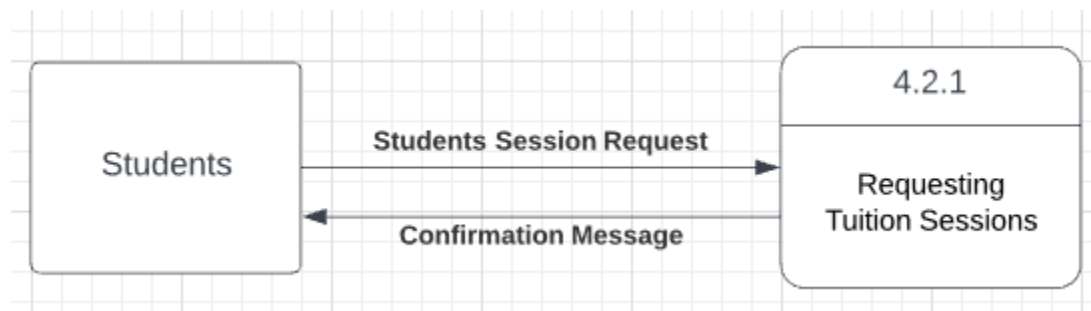 Students
Students Session Request
Confirmation Message
4.2.1
Requesting
Tuition Sessions